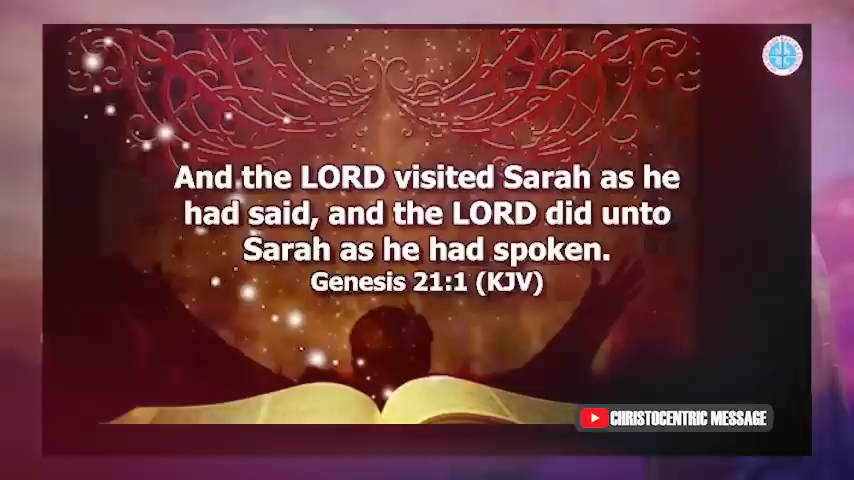 And the LORD visited Sarah as he
had said, and the LORD did unto
Sarah as he had spoken.
Genesis 21:1 (KJV)
CHRISTOCENTRIC MESSAGE